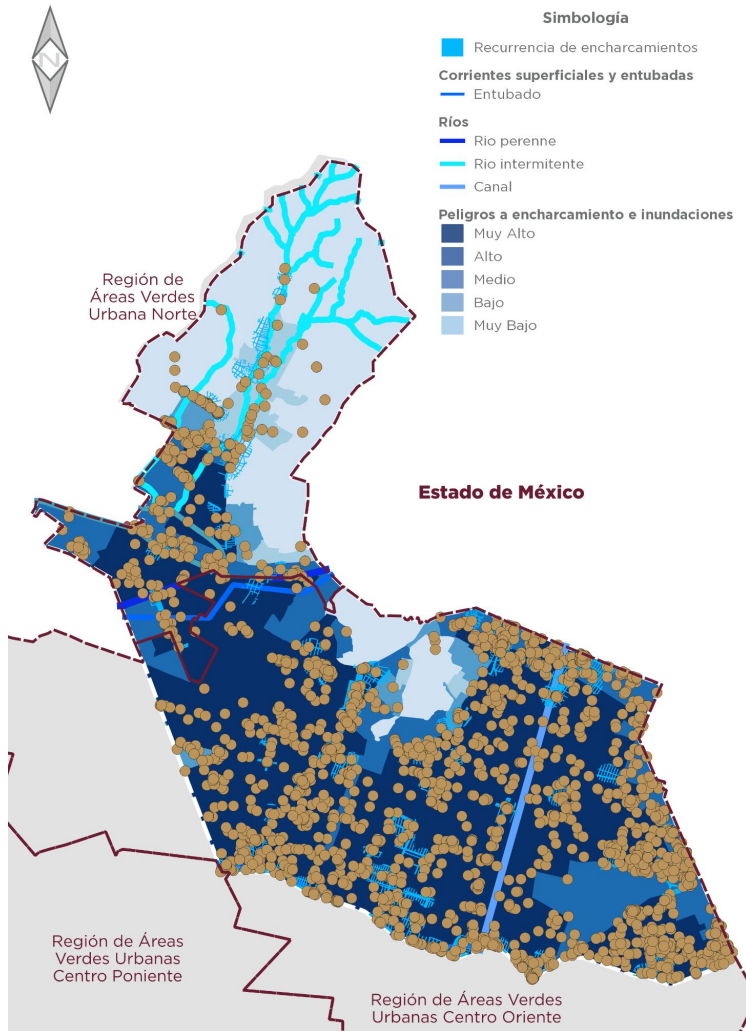 Simbología
Recurrencia de encharcamientos
Corrientes superficiales y entubadas
Entubado
Ríos
Rio perenne
Rio intermitente
Canal
Peligros a encharcamiento e inundaciones
Muy Alto
Alto
Medio
Bajo
Muy Bajo
N
Región de
Áreas Verdes
Urbana Norte
Estado de México
Región de Áreas
Verdes Urbanas
Centro Poniente
Región de Áreas Verdes
Urbanas Centro Oriente